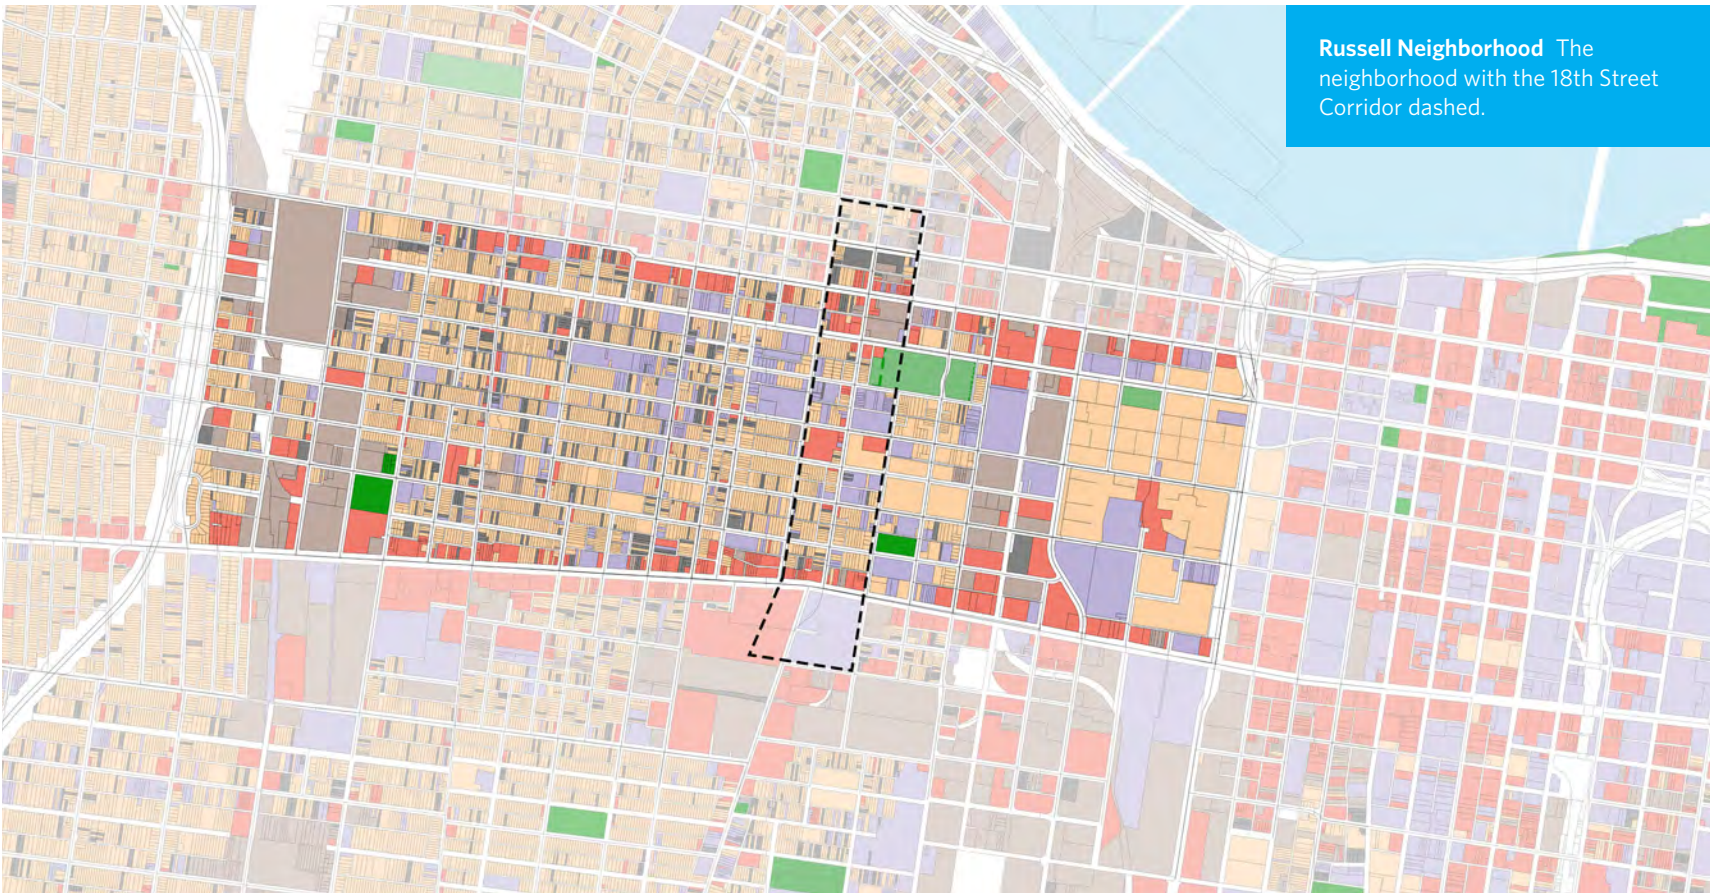 Russell Neighborhood The
neighborhood with the 18th Street
Corridor dashed.